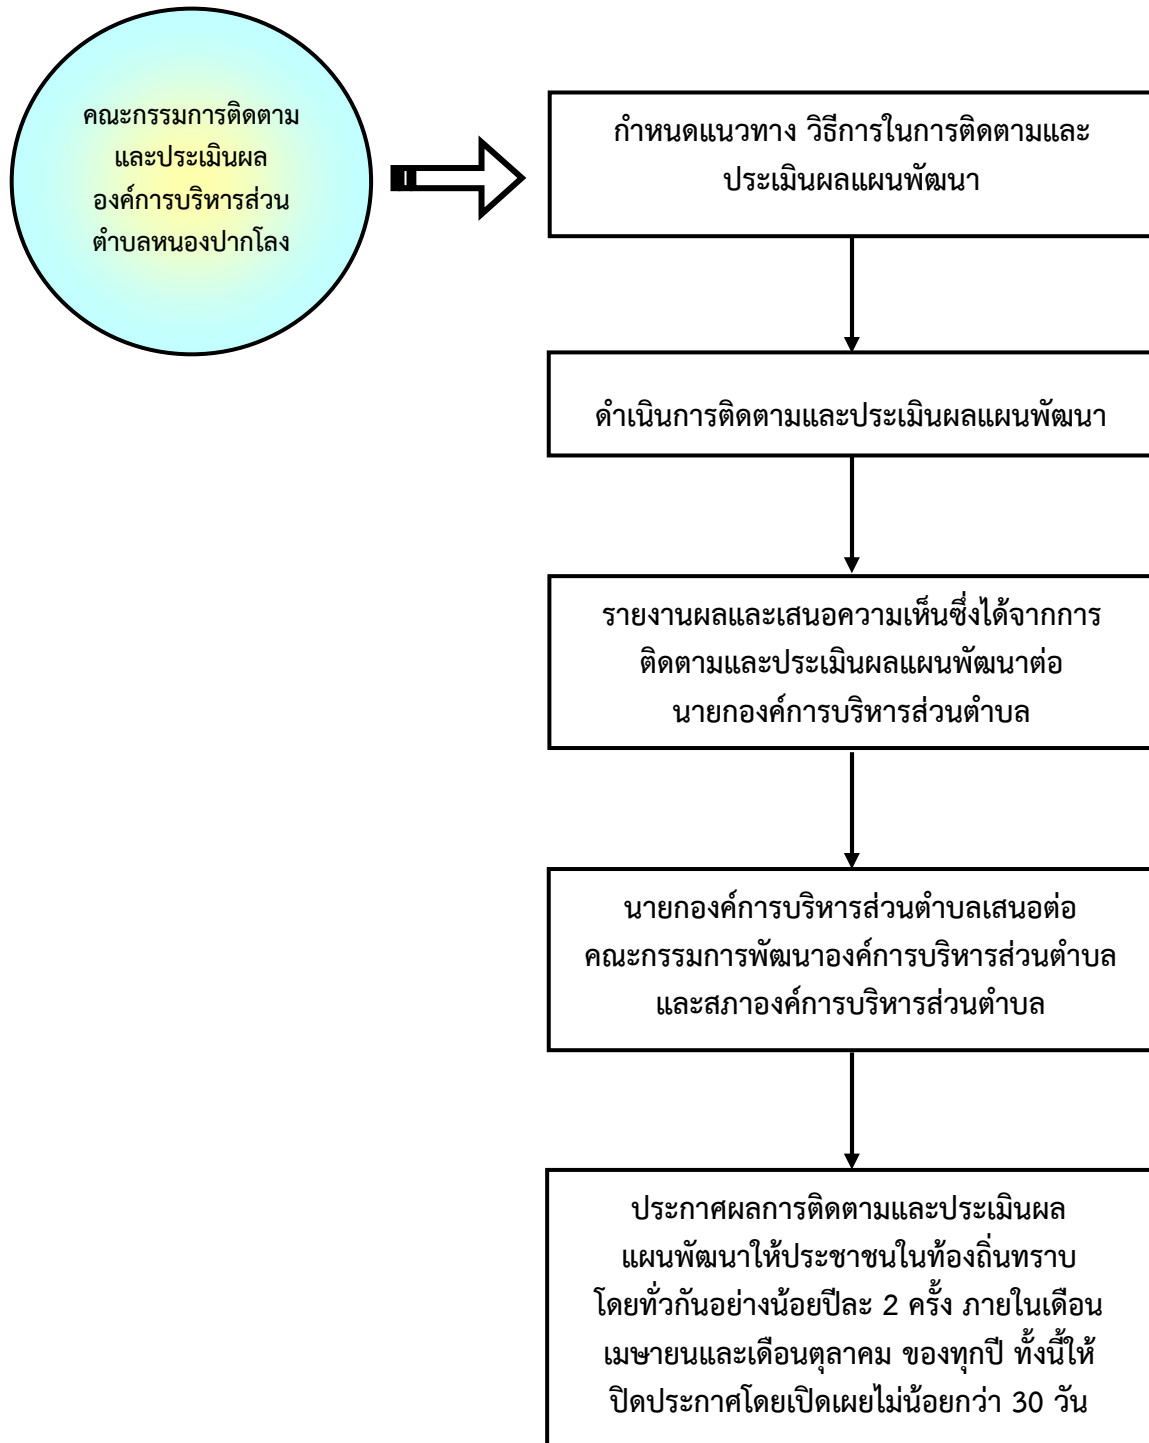 คณะกรรมการติดตาม
และประเมินผล
องค์การบริหารส่วน
ตำบลหนองปากโลง
กำหนดแนวทาง วิธีการในการติดตามและ
ประเมินผลแผนพัฒนา
ดำเนินการติดตามและประเมินผลแผนพัฒนา
รายงานผลและเสนอความเห็นซึ่งได้จากการ
ติดตามและประเมินผลแผนพัฒนาต่อ
นายกองค์การบริหารส่วนตำบล
นายกองค์การบริหารส่วนตำบลเสนอต่อ
คณะกรรมการพัฒนาองค์การบริหารส่วนตำบล
และสภาองค์การบริหารส่วนตำบล
ประกาศผลการติดตามและประเมินผล
แผนพัฒนาให้ประชาชนในท้องถิ่นทราบ
โดยทั่วกันอย่างน้อยปีละ 2 ครั้ง ภายในเดือน
เมษายนและเดือนตุลาคม ของทุกปี ทั้งนี้ให้
ปิดประกาศโดยเปิดเผยไม่น้อยกว่า 30 วัน